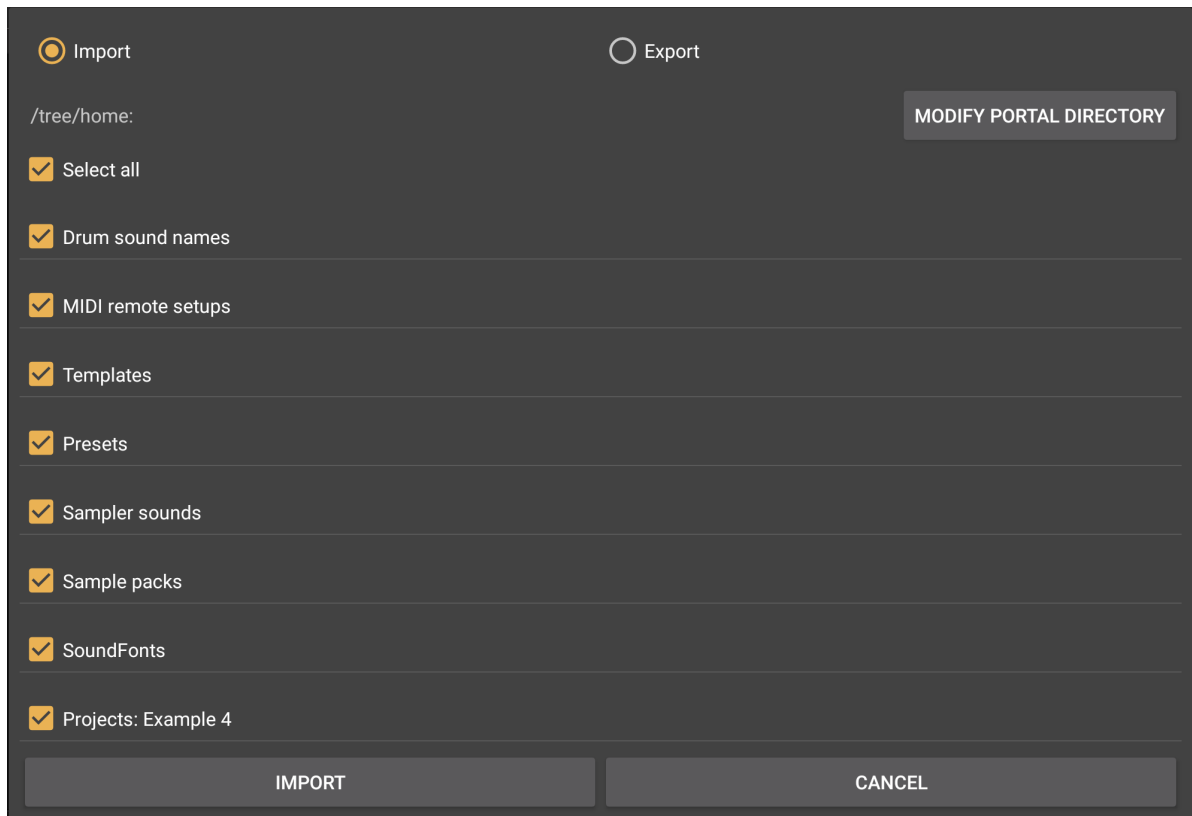 Import
Export
/tree/home:
MODIFY PORTAL DIRECTORY
Select all
Drum sound names
MIDI remote setups
Templates
Presets
Sampler sounds
Sample packs
SoundFonts
Projects: Example 4
IMPORT
CANCEL